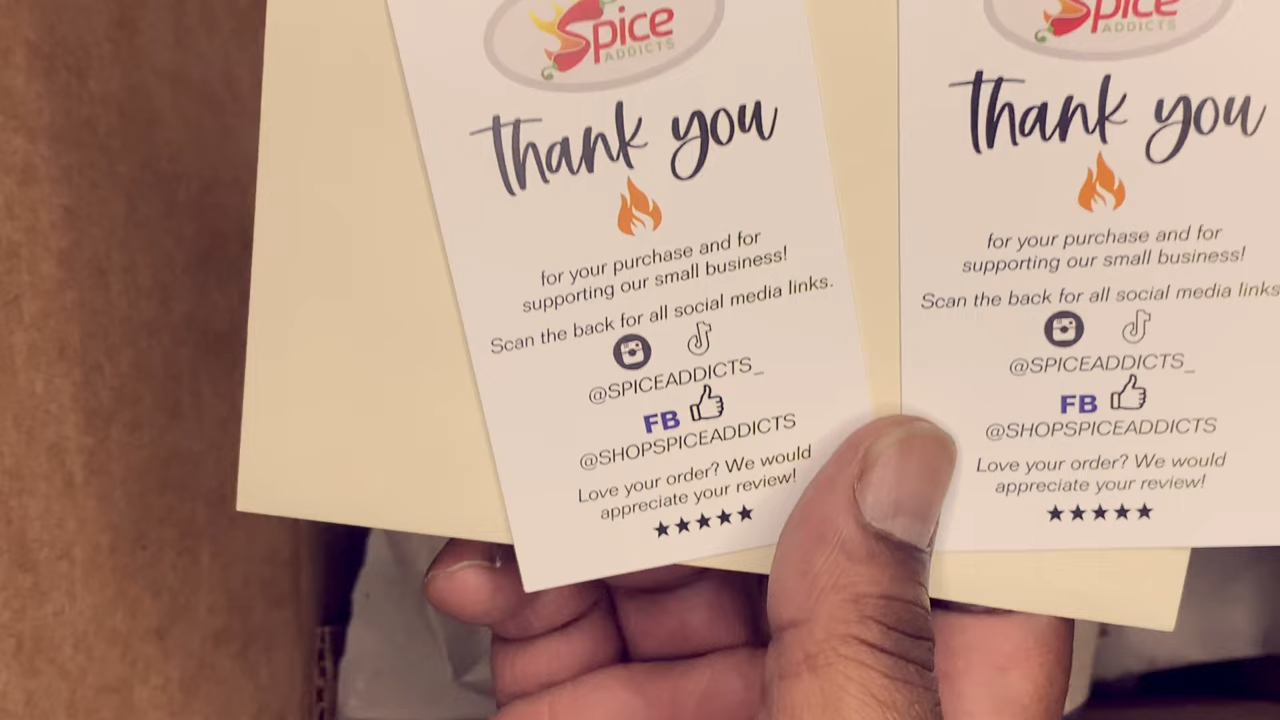 Spice
ADDICTS
thank you
for your purchase and for
supporting our small business!
Scan the back for all social media links.
@SPICEADDICTS_
FB
@SHOPSPICEADDICTS
Love your order? We would
appreciate your review!
Spice
ADDICTS
thank you
for your purchase and for
supporting our small business!
Scan the back for all social media links
@SPICEADDICTS_
FB
@SHOPSPICEADDICTS
Love your order? We would
appreciate your review!